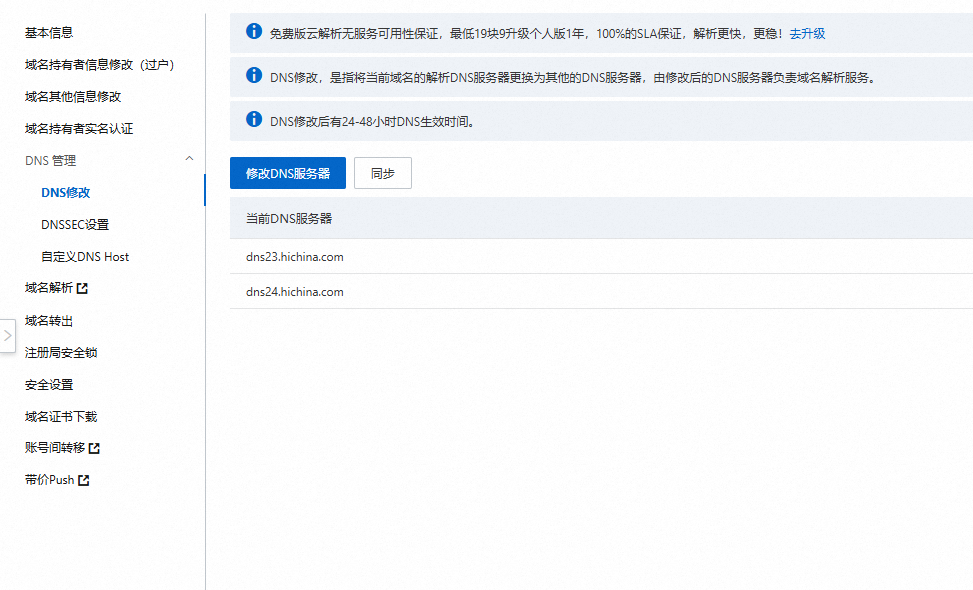 基本信息
域名持有者信息修改（过户）
域名其他信息修改
域名持有者实名认证
DNS 管理
DNS修改
DNSSEC设置
自定义DNS Host
域名解析
域名转出
注册局安全锁
安全设置
域名证书下载
账号间转移
带价Push
免费版云解析无服务可用性保证，最低19块9升级个人版1年，100%的SLA保证，解析更快，更稳！去升级
DNS修改，是指将当前域名的解析DNS服务器更换为其他的DNS服务器，由修改后的DNS服务器负责域名解析服务。
DNS修改后有24-48小时DNS生效时间。
修改DNS服务器 同步
当前DNS服务器
dns23.hichina.com
dns24.hichina.com